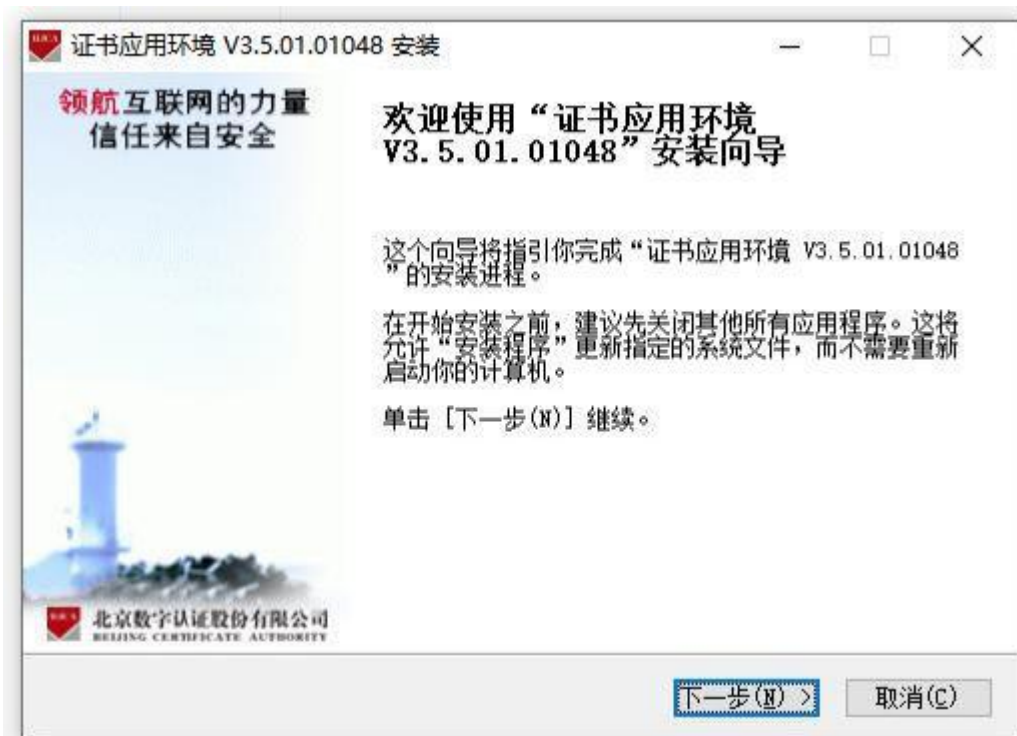 证书应用环境 V3.5.01.01048 安装
领航互联网的力量
信任来自安全
欢迎使用“证书应用环境
V3.5.01.01048”安装向导
这个向导将指引你完成“证书应用环境 V3.5.01.01048
”的安装进程。
在开始安装之前，建议先关闭其他所有应用程序。这将
允许“安装程序”更新指定的系统文件，而不需要重新
启动你的计算机。
单击 [下一步(N)] 继续。
北京数字认证股份有限公司
BEIJING CERTIFICATE AUTHORITY
下一步(N) >
取消(C)